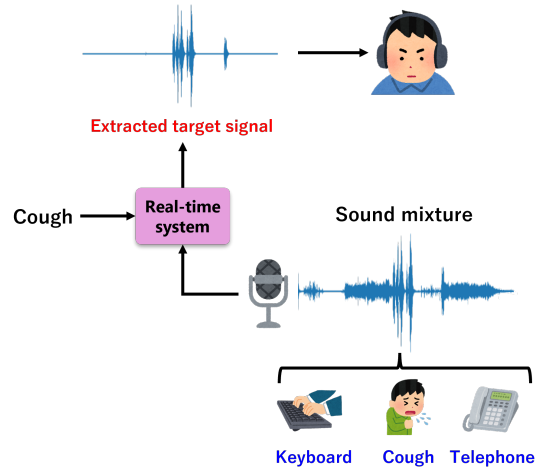 Extracted target signal
Cough
Real-time
system
Sound mixture
Keyboard
Cough
Telephone